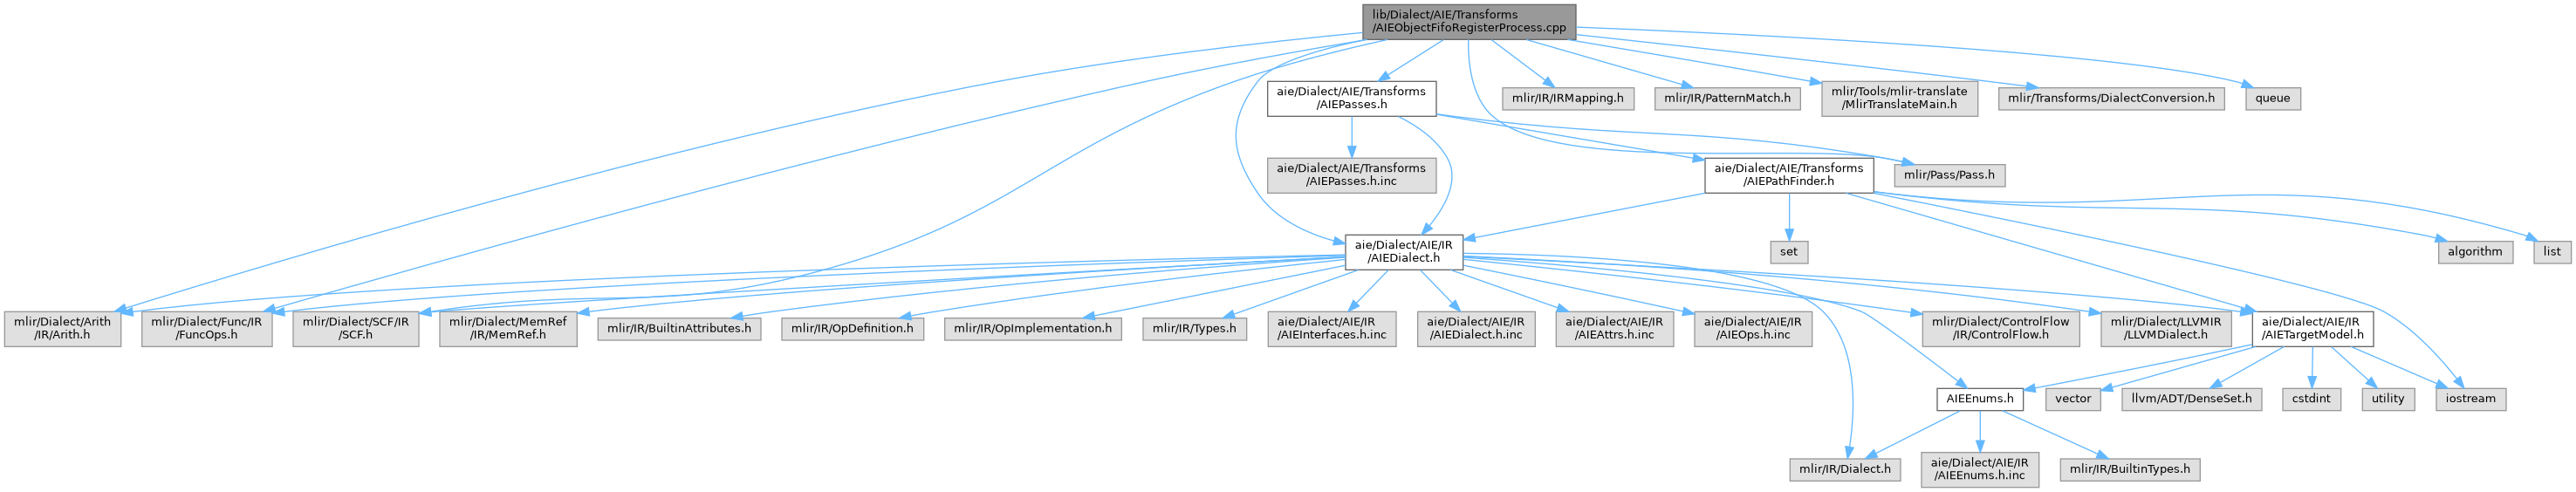 lib/Dialect/AIE/Transforms
/AIEObjectFifoRegisterProcess.cpp
aie/Dialect/AIE/Transforms
/AIEPasses.h
mlir/IR/IRMapping.h
mlir/IR/PatternMatch.h
mlir/Tools/mlir-translate
/MlirTranslateMain.h
mlir/Transforms/DialectConversion.h
queue
aie/Dialect/AIE/Transforms
/AIEPasses.h.inc
aie/Dialect/AIE/Transforms
/AIEPathFinder.h
mlir/Pass/Pass.h
aie/Dialect/AIE/IR
/AIEDialect.h
set
algorithm
list
mlir/Dialect/Arith
/IR/Arith.h
mlir/Dialect/Func/IR
/FuncOps.h
mlir/Dialect/SCF/IR
/SCF.h
mlir/Dialect/MemRef
/IR/MemRef.h
mlir/IR/BuiltinAttributes.h
mlir/IR/OpDefinition.h
mlir/IR/OpImplementation.h
mlir/IR/Types.h
aie/Dialect/AIE/IR
/AIEInterfaces.h.inc
aie/Dialect/AIE/IR
/AIEDialect.h.inc
aie/Dialect/AIE/IR
/AIEAttrs.h.inc
aie/Dialect/AIE/IR
/AIEOps.h.inc
mlir/Dialect/ControlFlow
/IR/ControlFlow.h
mlir/Dialect/LLVMIR
/LLVMDialect.h
aie/Dialect/AIE/IR
/AIETargetModel.h
AIEEnums.h
vector
llvm/ADT/DenseSet.h
cstdint
utility
iostream
mlir/IR/Dialect.h
aie/Dialect/AIE/IR
/AIEEnums.h.inc
mlir/IR/BuiltinTypes.h